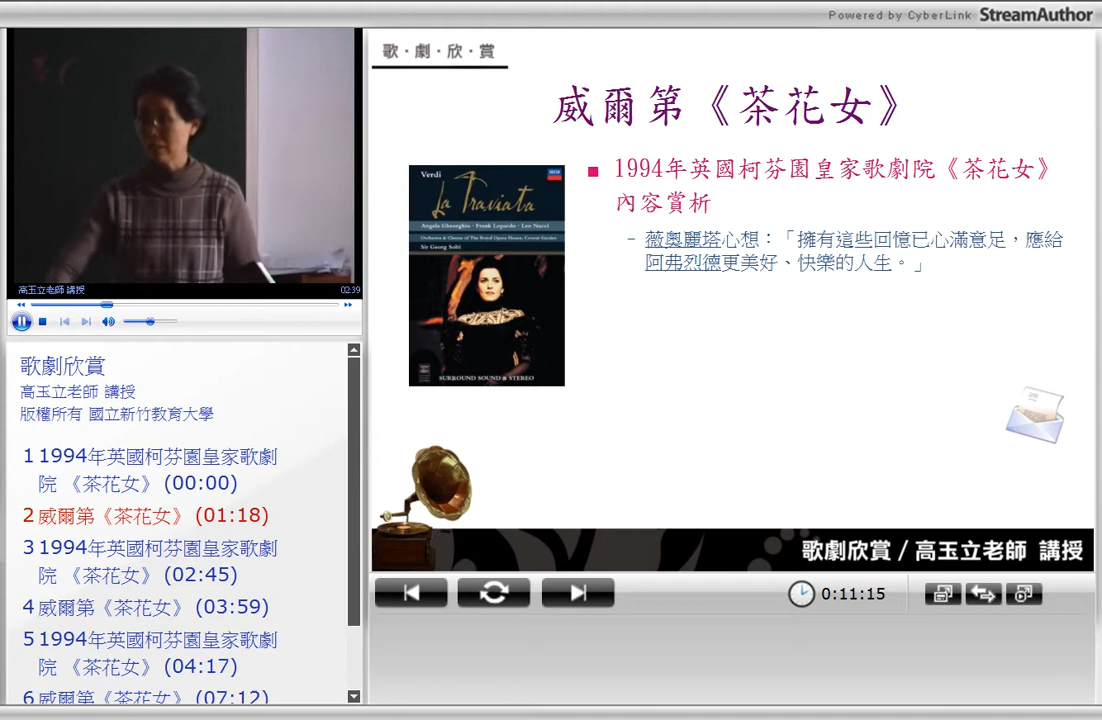 Powered by CyberLink StreamAuthor
歌·劇·欣·賞
威爾第《茶花女》
1994年英國柯芬園皇家歌劇院《茶花女》
內容賞析
– 薇奧麗塔心想：「擁有這些回憶已心滿意足，應給
阿弗烈德更美好、快樂的人生。」
Verdi
DECCA
La Traviata
Angela Gheorghiu · Frank Lopardo · Leo Nucci
Orchestra & Chorus of The Royal Opera House, Covent Garden
Sir Georg Solti
SURROUND SOUND & STEREO
高玉立老師 講授
02:39
歌劇欣賞
高玉立老師 講授
版權所有 國立新竹教育大學
1 1994年英國柯芬園皇家歌劇
院 《茶花女》 (00:00)
2 威爾第《茶花女》 (01:18)
3 1994年英國柯芬園皇家歌劇
院 《茶花女》 (02:45)
4 威爾第《茶花女》 (03:59)
5 1994年英國柯芬園皇家歌劇
院 《茶花女》 (04:17)
6 威爾第《茶花女》 (07:12)
歌劇欣賞 / 高玉立老師 講授
0:11:15